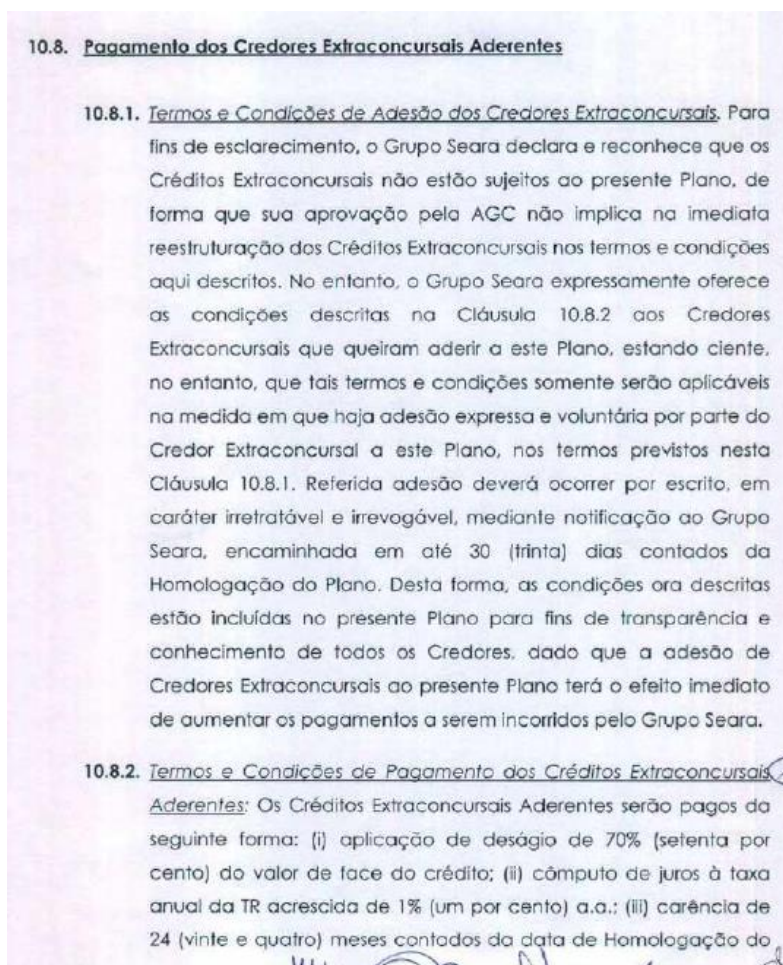 10.8. Pagamento dos Credores Extraconcursais Aderentes
10.8.1. Termos e Condições de Adesão dos Credores Extraconcursais. Para
fins de esclarecimento, o Grupo Seara declara e reconhece que os
Créditos Extraconcursais não estão sujeitos ao presente Plano, de
forma que sua aprovação pela AGC não implica na imediata
reestruturação dos Créditos Extraconcursais nos termos e condições
aqui descritos. No entanto, o Grupo Seara expressamente oferece
as condições descritas na Cláusula 10.8.2 aos Credores
Extraconcursais que queiram aderir a este Plano, estando ciente,
no entanto, que tais termos e condições somente serão aplicáveis
na medida em que haja adesão expressa e voluntária por parte do
Credor Extraconcursal a este Plano, nos termos previstos nesta
Cláusula 10.8.1. Referida adesão deverá ocorrer por escrito, em
caráter irretratável e irrevogável, mediante notificação ao Grupo
Seara, encaminhada em até 30 (trinta) dias contados da
Homologação do Plano. Desta forma, as condições ora descritas
estão incluídas no presente Plano para fins de transparência e
conhecimento de todos os Credores, dado que a adesão de
Credores Extraconcursais ao presente Plano terá o efeito imediato
de aumentar os pagamentos a serem incorridos pelo Grupo Seara.
10.8.2. Termos e Condições de Pagamento dos Créditos Extraconcursais
Aderentes: Os Créditos Extraconcursais Aderentes serão pagos da
seguinte forma: (i) aplicação de deságio de 70% (setenta por
cento) do valor de face do crédito; (ii) cômputo de juros à taxa
anual da TR acrescida de 1% (um por cento) a.a.; (iii) carência de
24 (vinte e quatro) meses contados da data de Homologação do